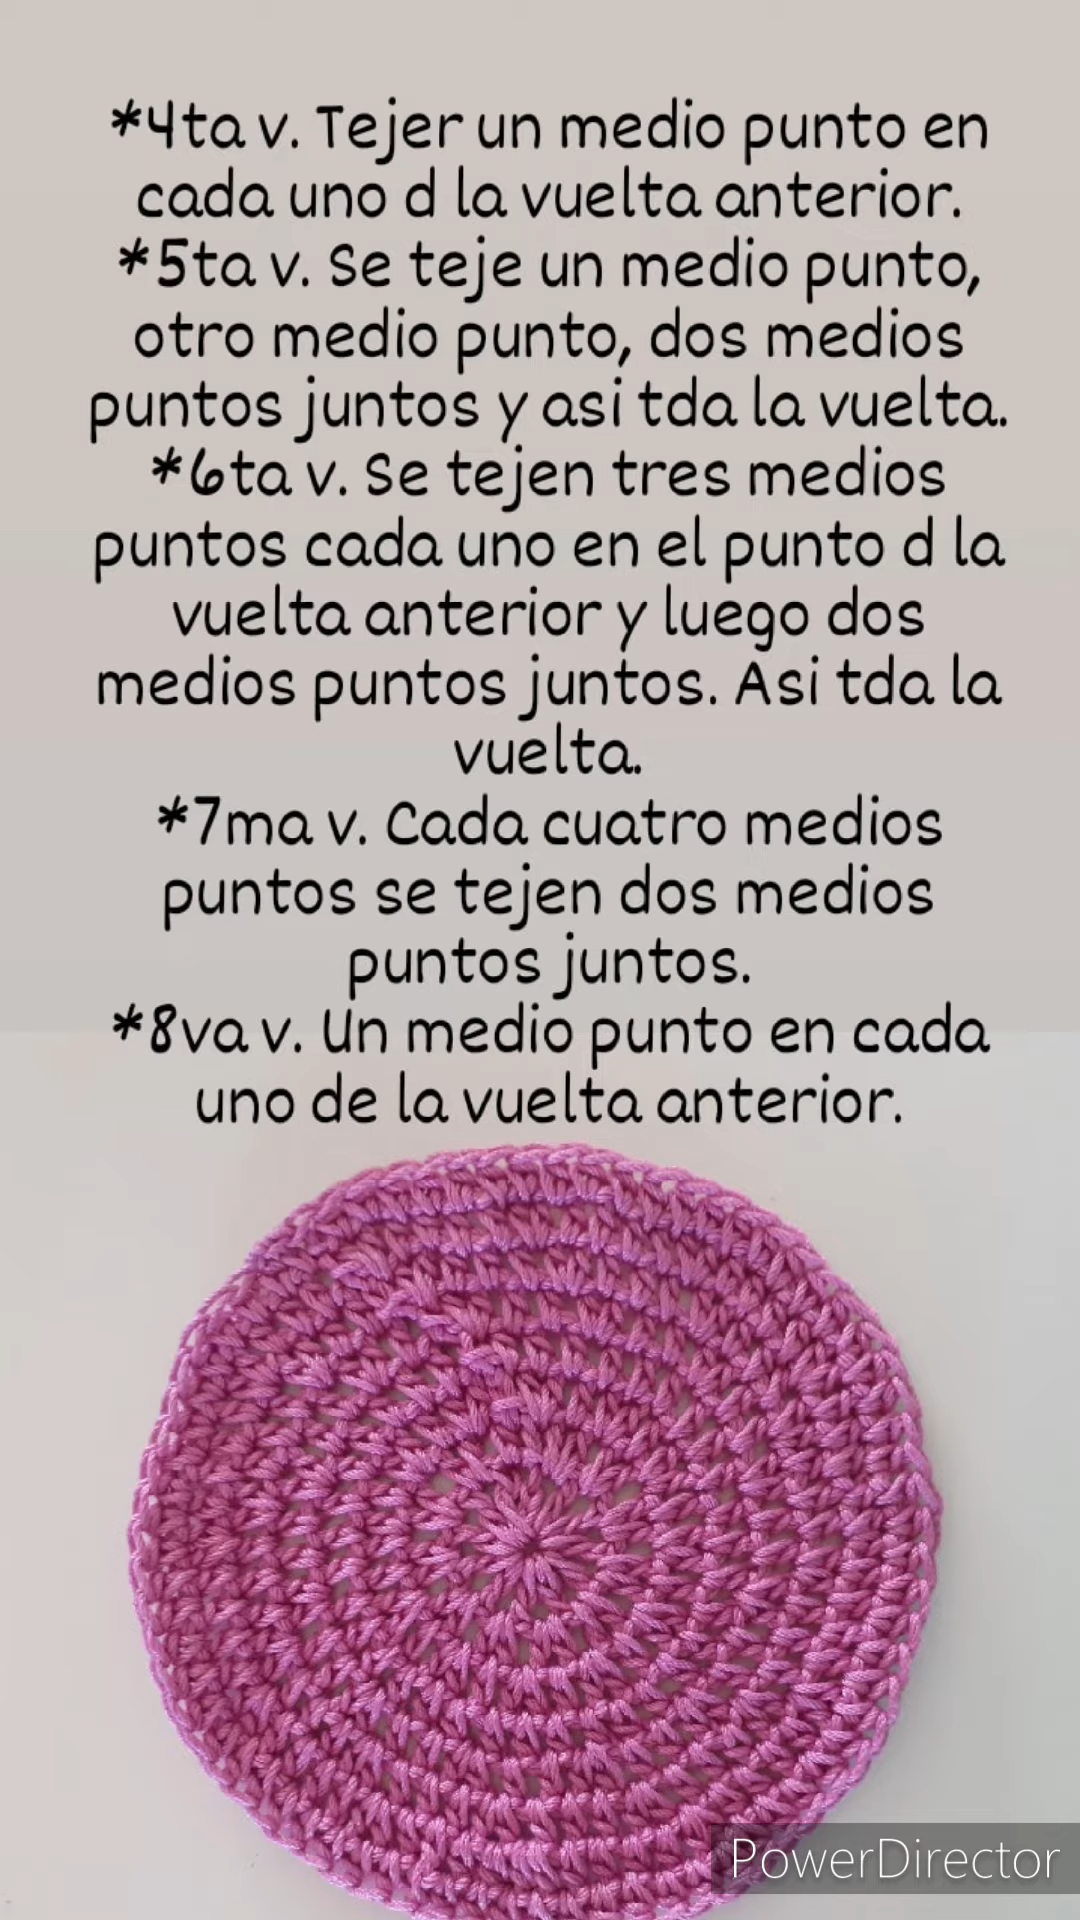 *4ta v. Tejer un medio punto en
cada uno d la vuelta anterior.
*5ta v. Se teje un medio punto,
otro medio punto, dos medios
puntos juntos y asi tda la vuelta.
*6ta v. Se tejen tres medios
puntos cada uno en el punto d la
vuelta anterior y luego dos
medios puntos juntos. Asi tda la
vuelta.
*7ma v. Cada cuatro medios
puntos se tejen dos medios
puntos juntos.
*8va v. Un medio punto en cada
uno de la vuelta anterior.
PowerDirector